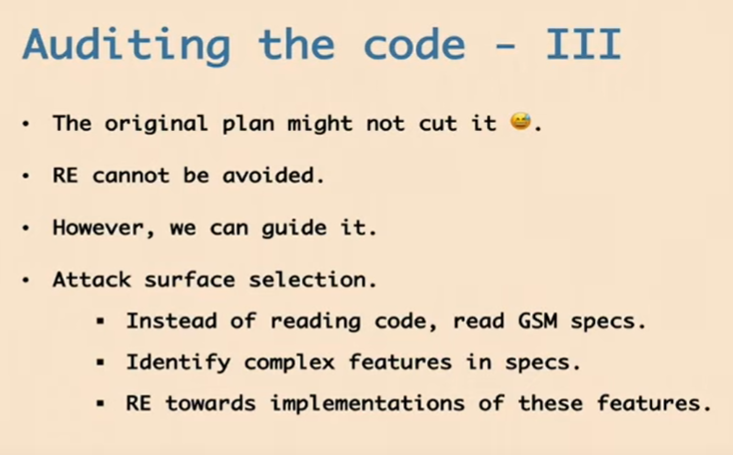 Auditing the code - III
• The original plan might not cut it 😅.
• RE cannot be avoided.
• However, we can guide it.
• Attack surface selection.
▪ Instead of reading code, read GSM specs.
▪ Identify complex features in specs.
▪ RE towards implementations of these features.